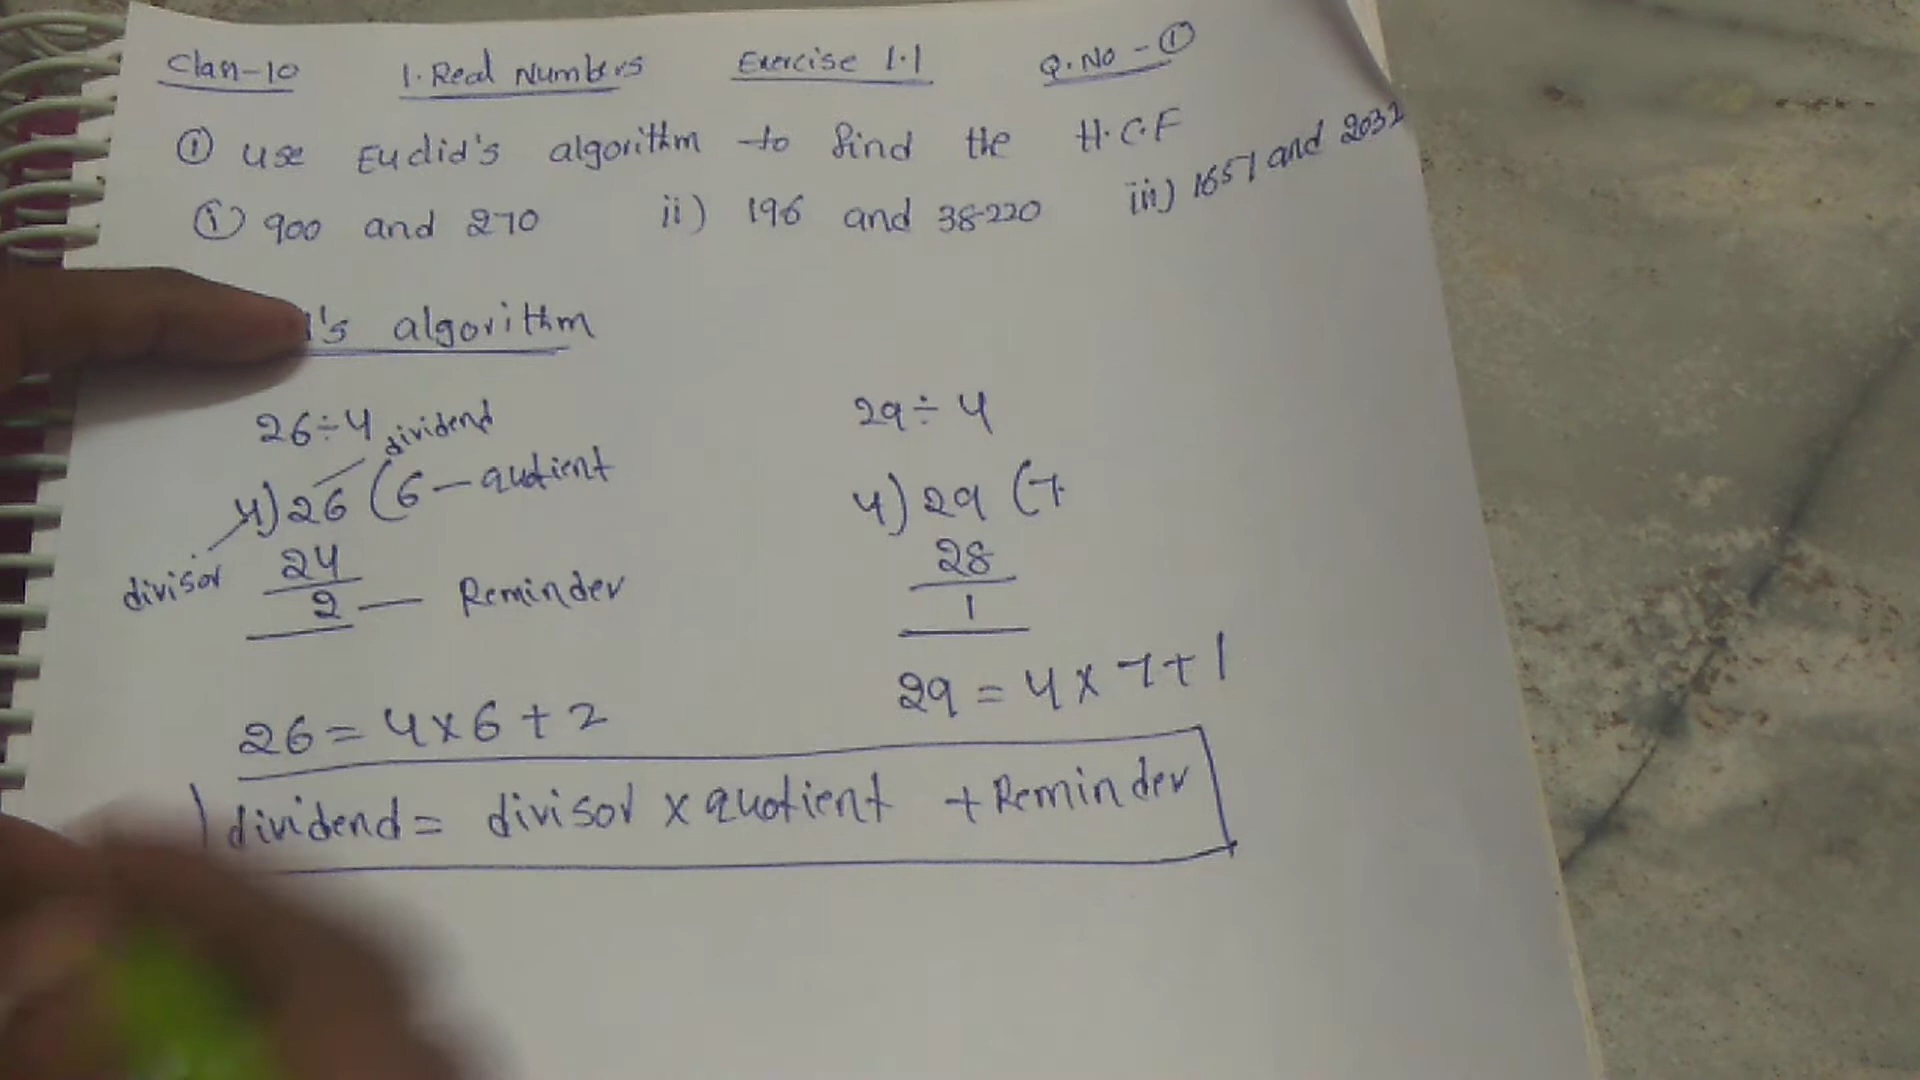 Class-10 1. Real Numbers Exercise 1.1 Q.No - ①
① use Euclid's algorithm to find the H.C.F
① 900 and 270 ii) 196 and 38220 iii) 1651 and 2032
's algorithm
26÷4 dividend 29÷4
4)26(6 — quotient 4)29(7
divisor 24 28
2 — Reminder 1
26 = 4×6+2 29 = 4×7+1
dividend = divisor × quotient + Reminder